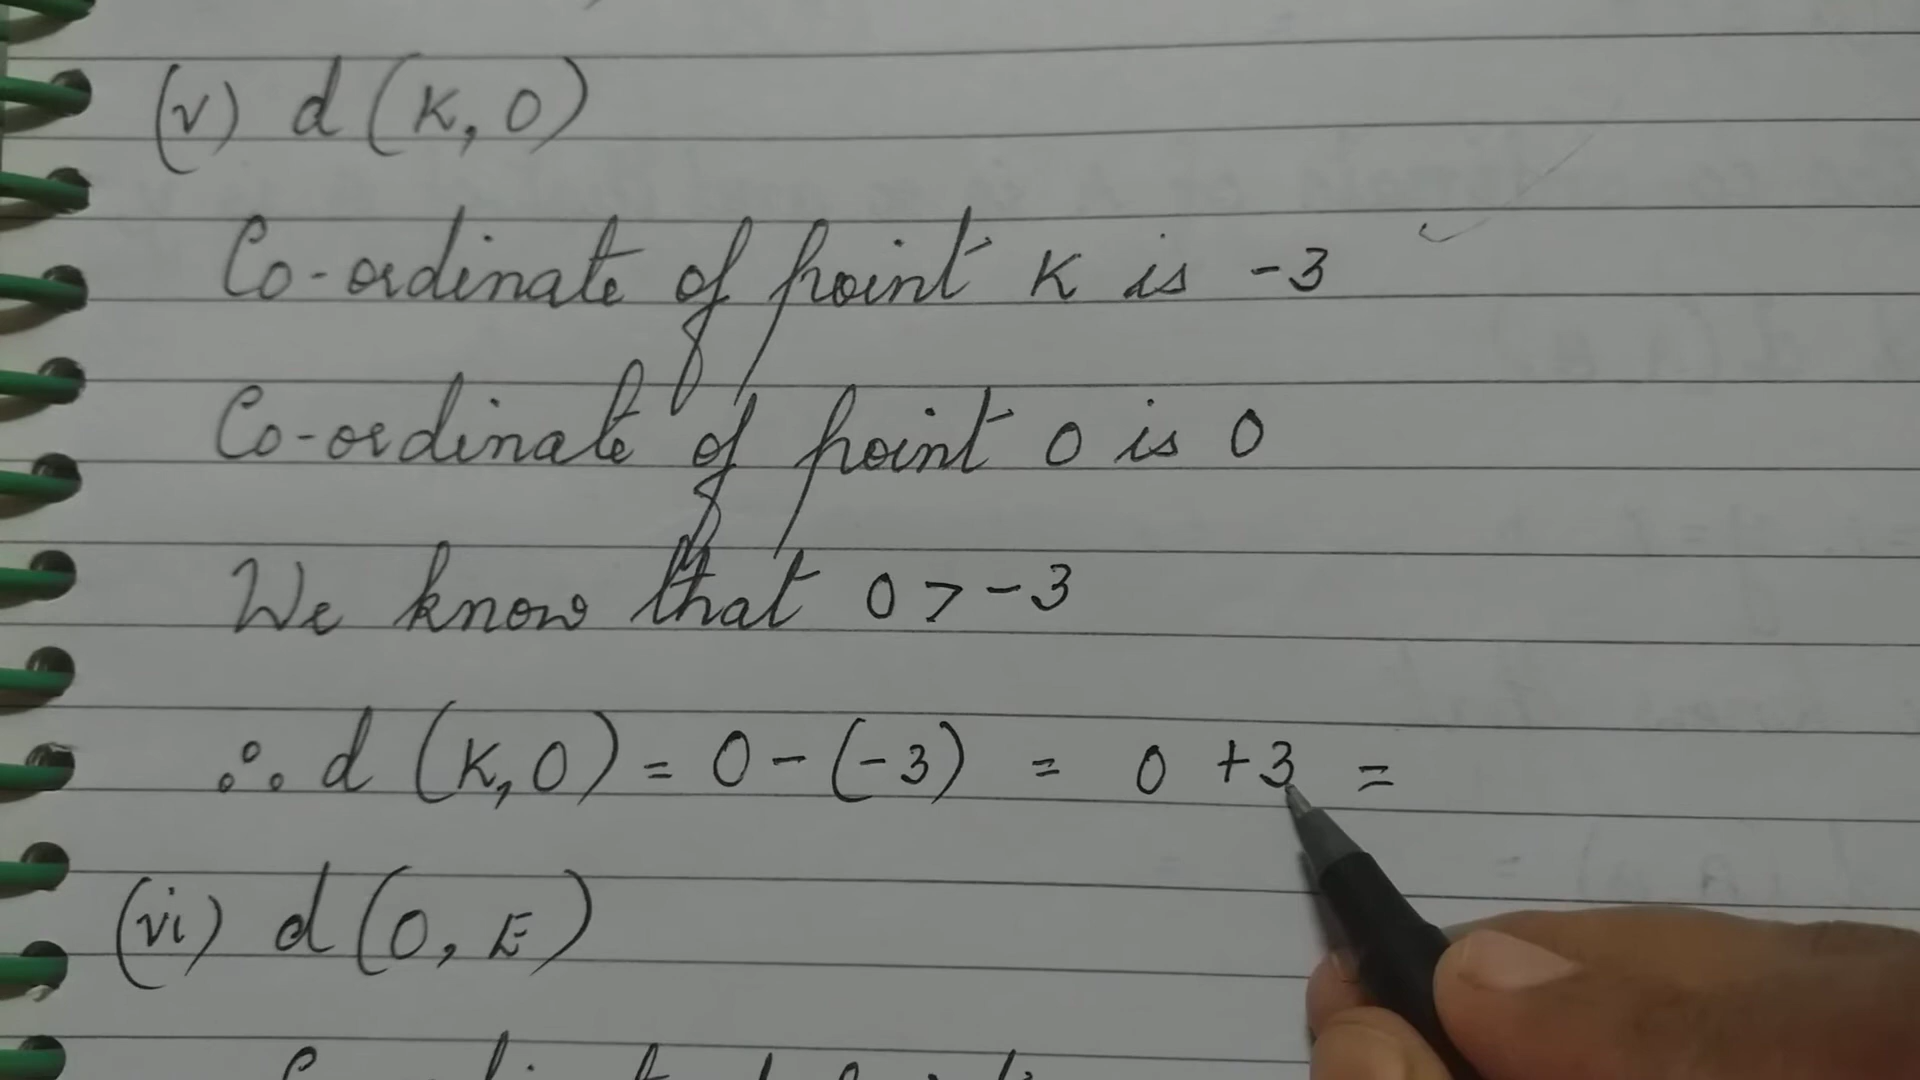 (v) d (K, O)
Co-ordinate of point K is -3
Co-ordinate of point O is 0
We know that 0 > -3
∴ d (K, O) = 0 - (-3) = 0 + 3 =
(vi) d (O, E)